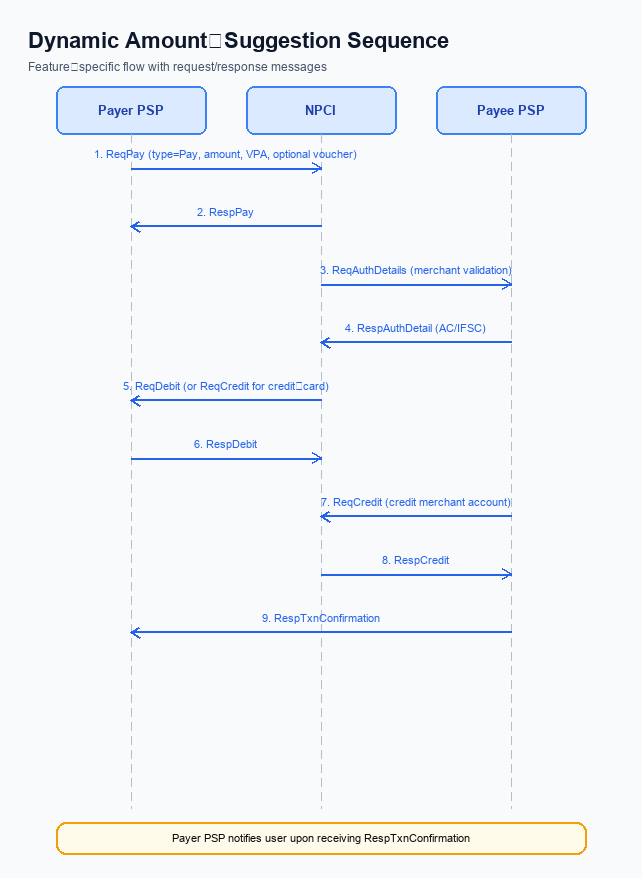 Dynamic Amount□Suggestion Sequence
Feature□specific flow with request/response messages
Payer PSP
NPCI
Payee PSP
1. ReqPay (type=Pay, amount, VPA, optional voucher)
2. RespPay
3. ReqAuthDetails (merchant validation)
4. RespAuthDetail (AC/IFSC)
5. ReqDebit (or ReqCredit for credit□card)
6. RespDebit
7. ReqCredit (credit merchant account)
8. RespCredit
9. RespTxnConfirmation
Payer PSP notifies user upon receiving RespTxnConfirmation